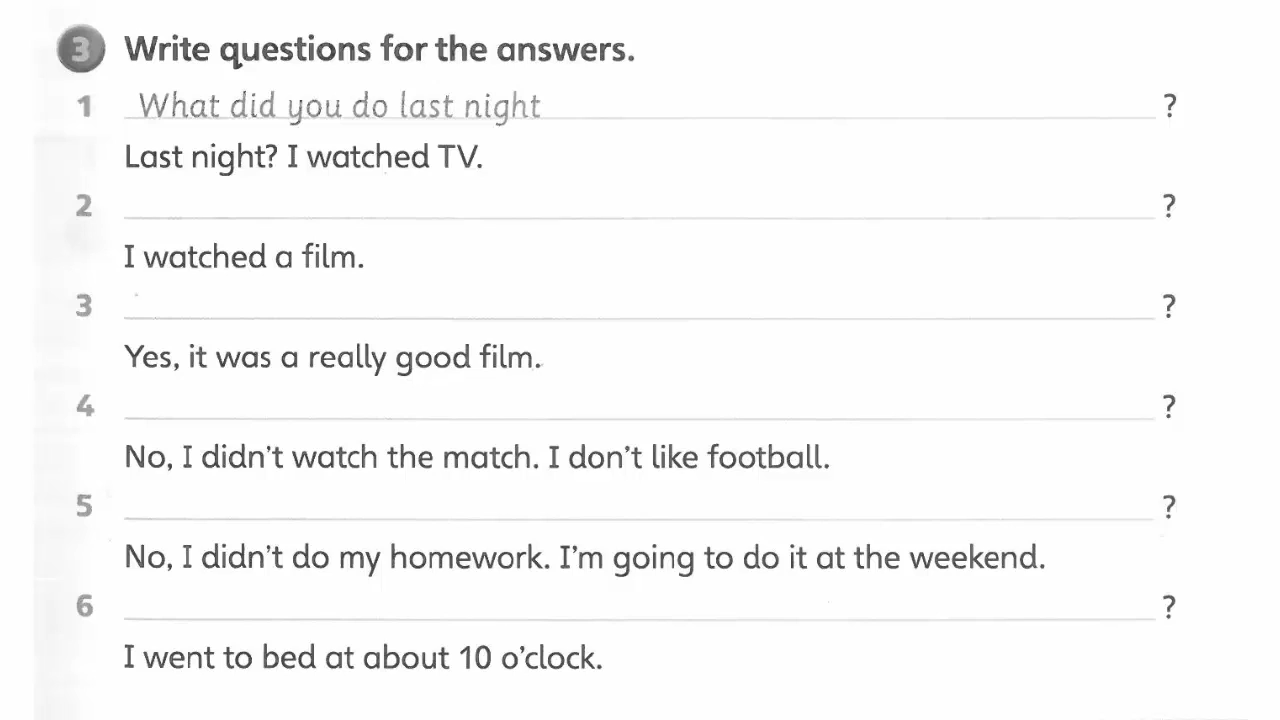 3 Write questions for the answers.
1 What did you do last night ?
Last night? I watched TV.
2 ?
I watched a film.
3 ?
Yes, it was a really good film.
4 ?
No, I didn't watch the match. I don't like football.
5 ?
No, I didn't do my homework. I'm going to do it at the weekend.
6 ?
I went to bed at about 10 o'clock.